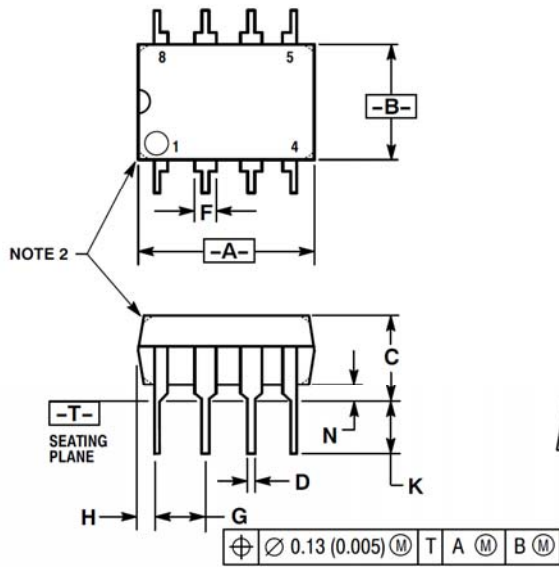 8 5
-B-
1 4
F
NOTE 2
-A-
C
-T-
N
SEATING
PLANE
D
K
H
G
⌖ ⌀ 0.13 (0.005) Ⓜ T A Ⓜ B Ⓜ